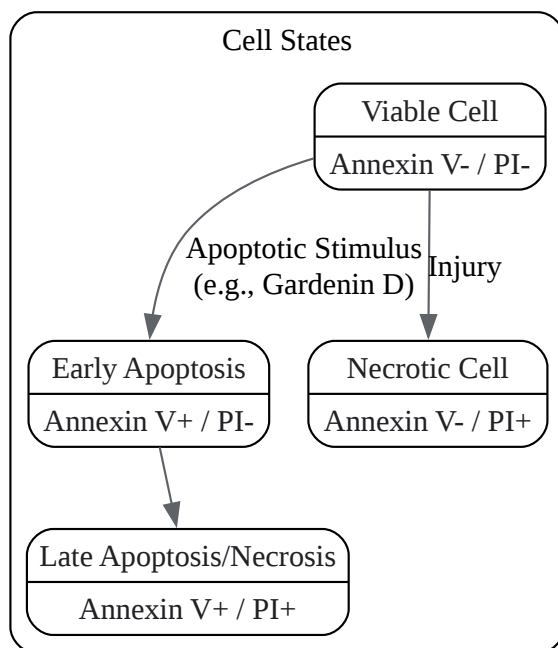 Cell States
Viable Cell
Annexin V- / PI-
Apoptotic Stimulus
(e.g., Gardenin D)
Injury
Early Apoptosis
Annexin V+ / PI-
Necrotic Cell
Annexin V- / PI+
Late Apoptosis/Necrosis
Annexin V+ / PI+